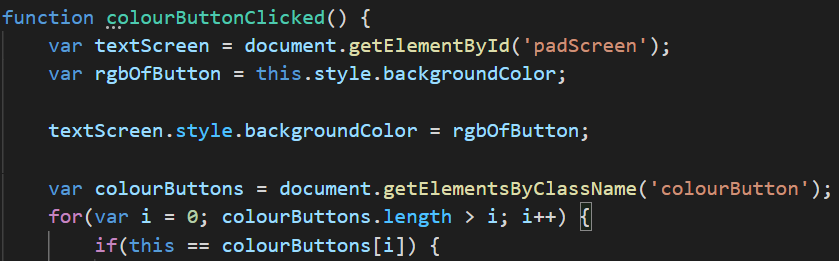 function colourButtonClicked() {
var textScreen = document.getElementById('padScreen');
var rgbOfButton = this.style.backgroundColor;
textScreen.style.backgroundColor = rgbOfButton;
var colourButtons = document.getElementsByClassName('colourButton');
for(var i = 0; colourButtons.length > i; i++) {
if(this == colourButtons[i]) {